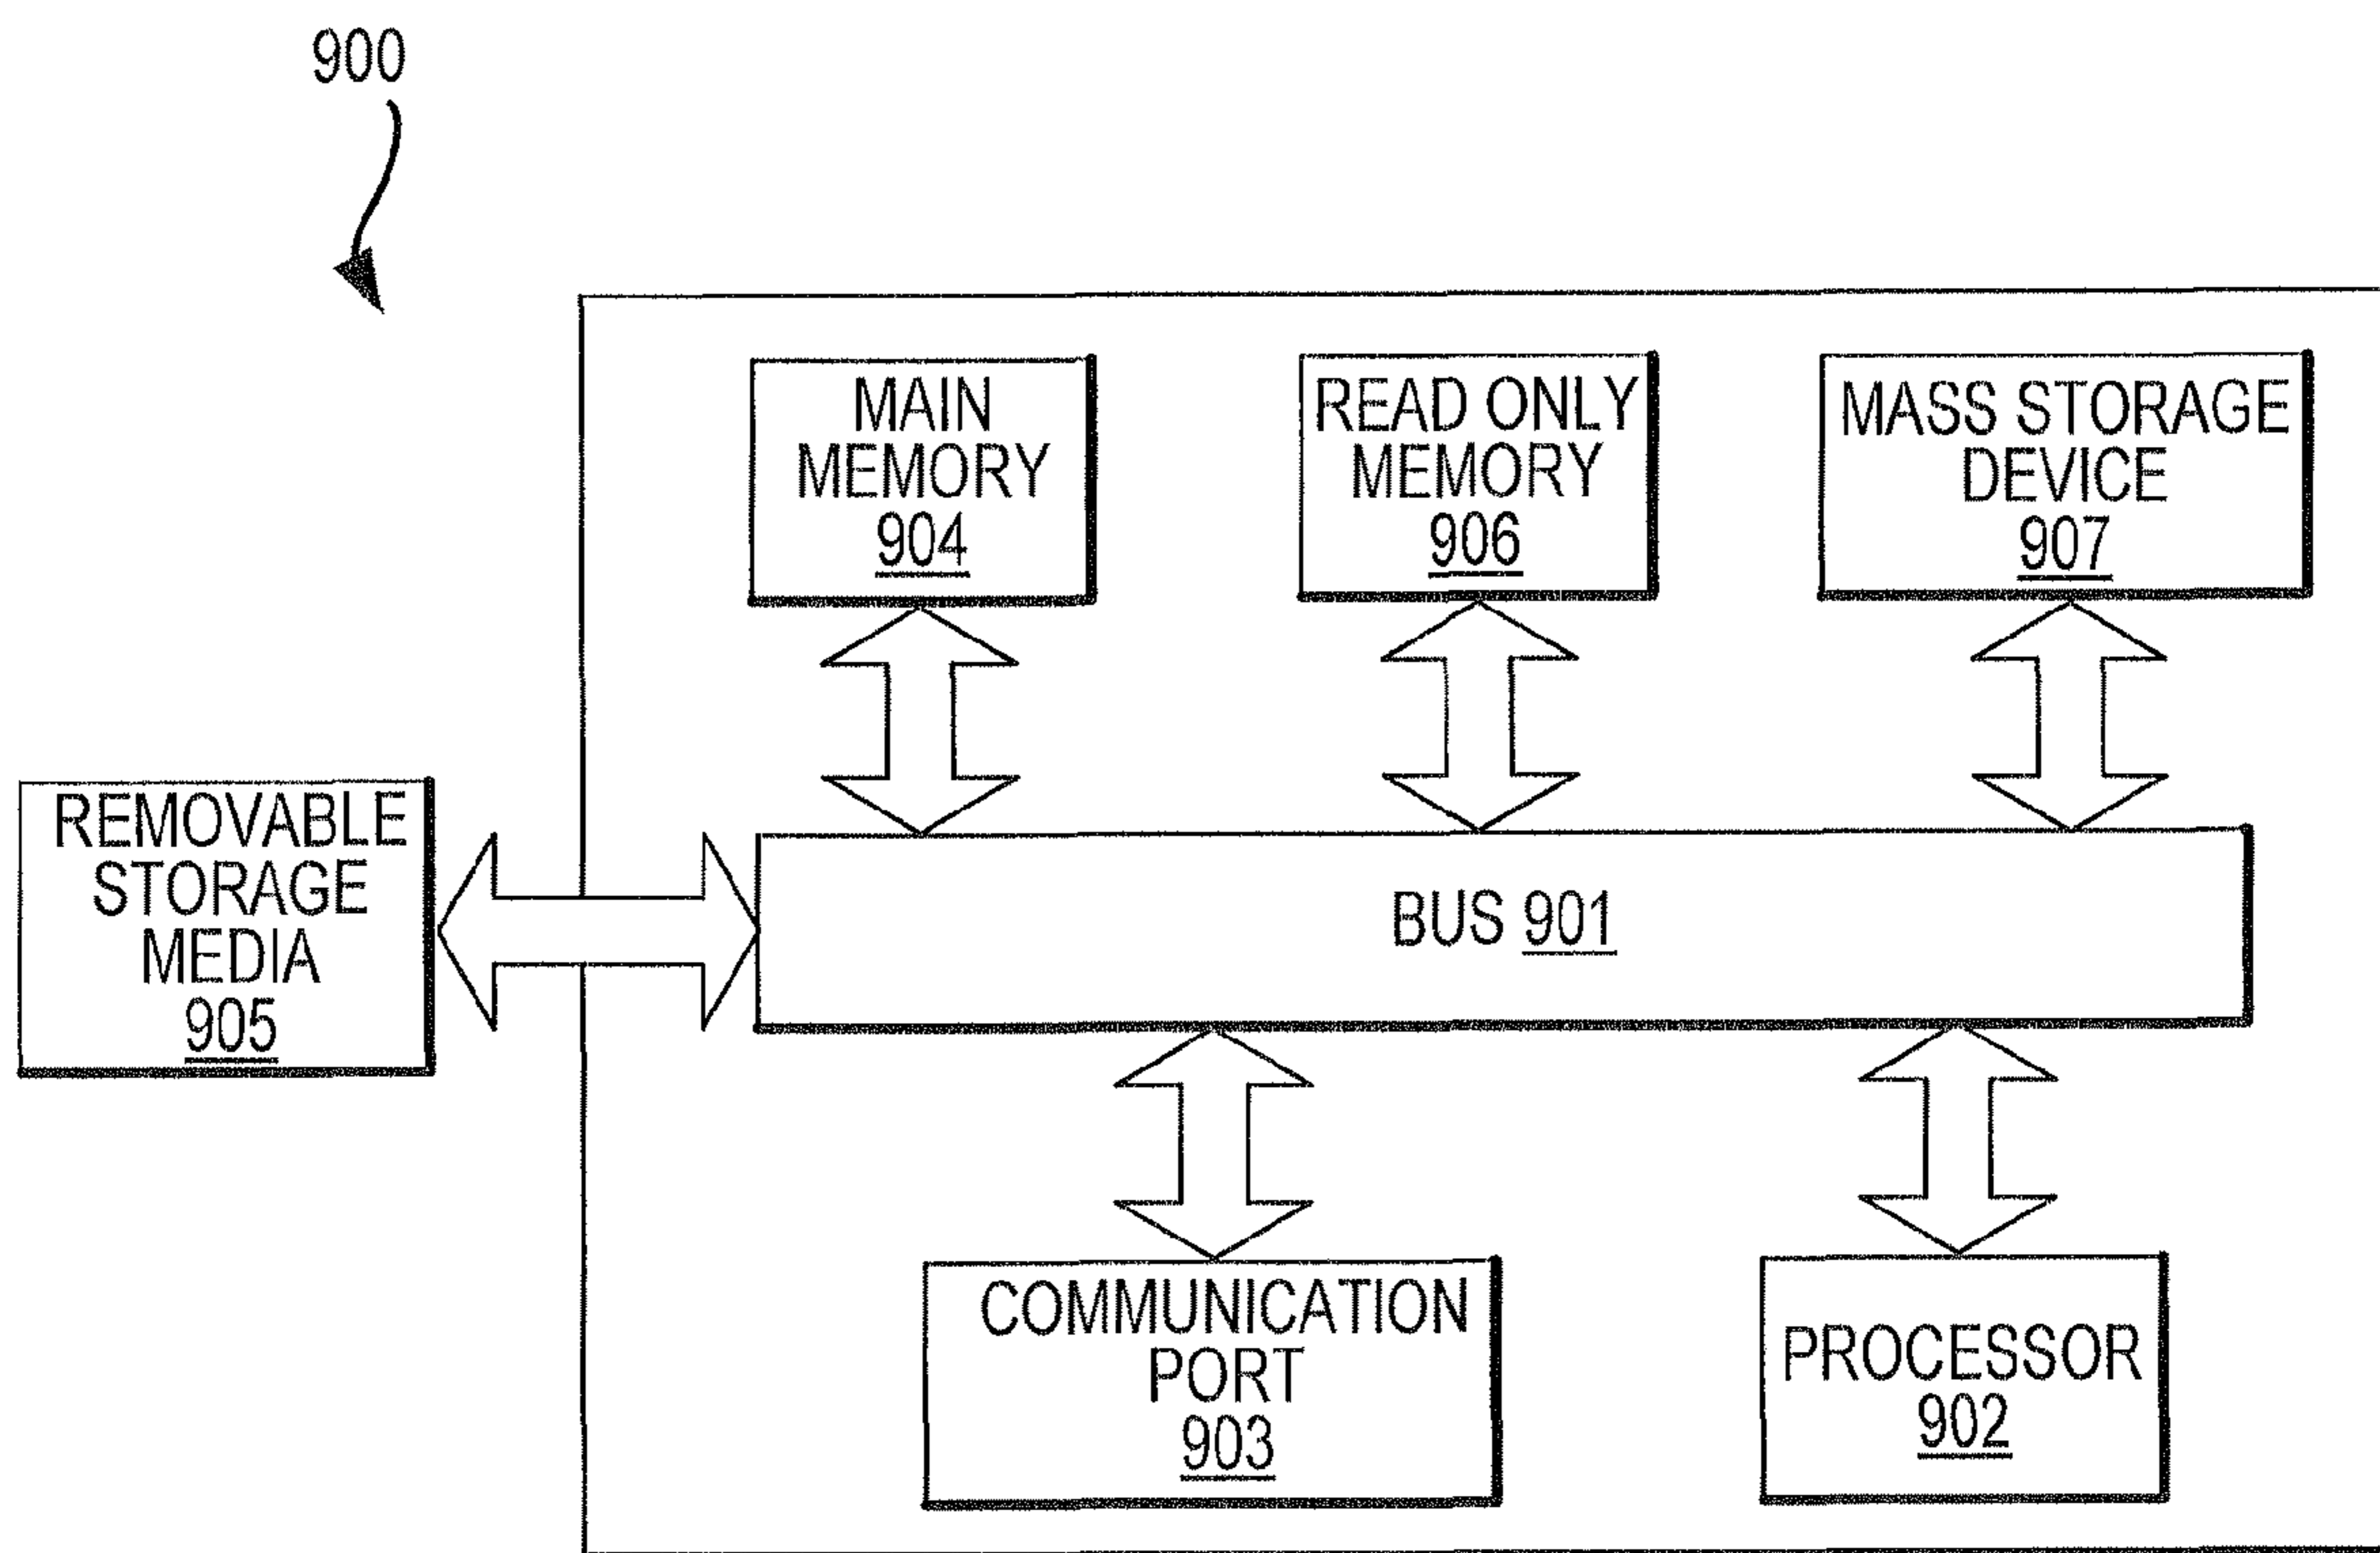 900
MAIN
MEMORY
904
READ ONLY
MEMORY
906
MASS STORAGE
DEVICE
907
REMOVABLE
STORAGE
MEDIA
905
BUS 901
COMMUNICATION
PORT
903
PROCESSOR
902